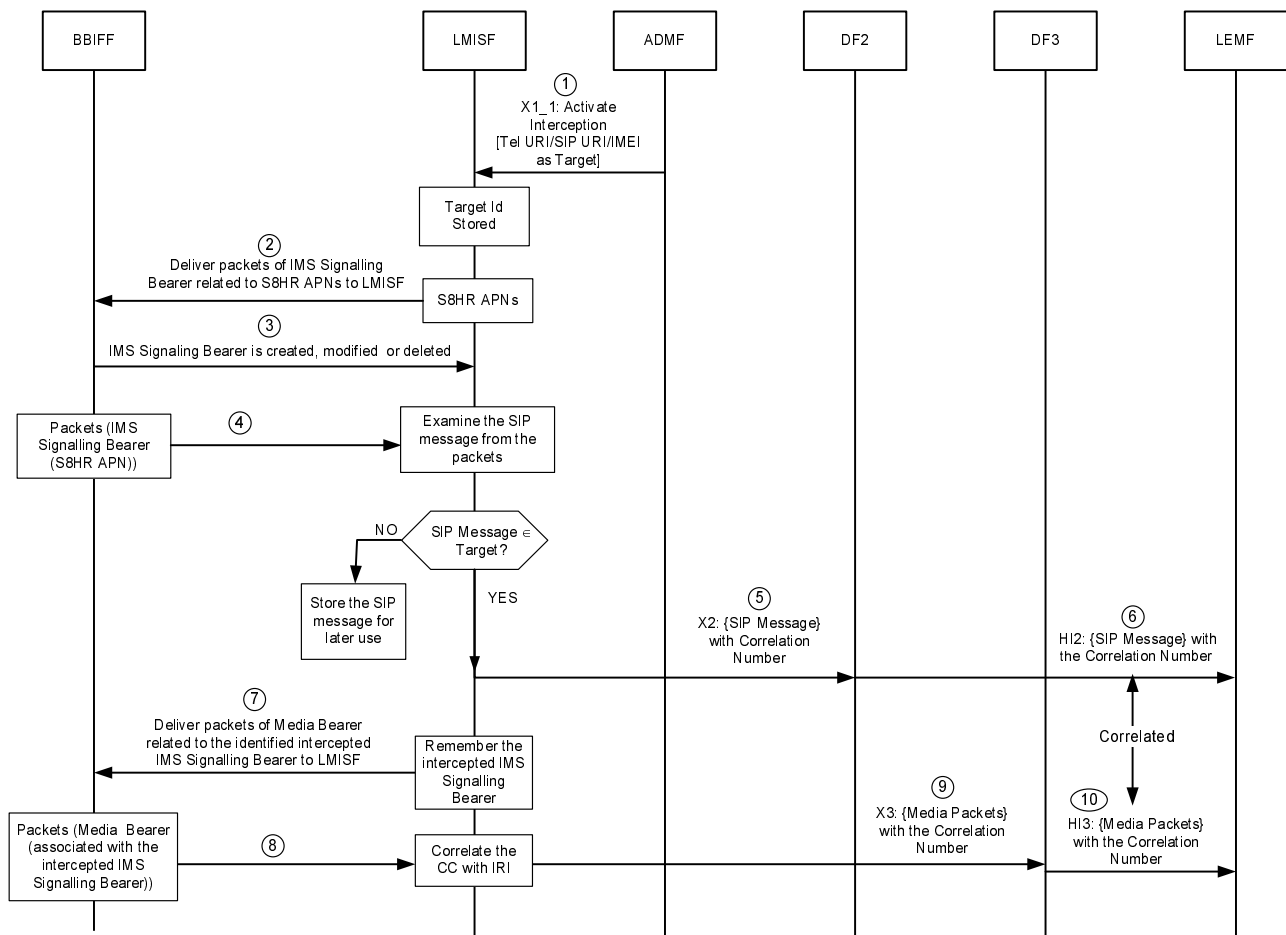 BBIFF
LMISF
ADMF
DF2
DF3
LEMF
1
X1_1: Activate
Interception
[Tel URI/SIP URI/IMEI
as Target]
Target Id
Stored
2
Deliver packets of IMS Signalling
Bearer related to S8HR APNs to LMISF
S8HR APNs
3
IMS Signaling Bearer is created, modified or deleted
Packets (IMS
Signalling Bearer
(S8HR APN))
4
Examine the SIP
message from the
packets
SIP Message ∈
Target?
NO
YES
Store the SIP
message for
later use
5
X2: {SIP Message}
with Correlation
Number
6
HI2: {SIP Message} with
the Correlation Number
7
Deliver packets of Media Bearer
related to the identified intercepted
IMS Signalling Bearer to LMISF
Remember the
intercepted IMS
Signalling
Bearer
Correlated
Packets (Media Bearer
(associated with the
intercepted IMS
Signalling Bearer))
8
Correlate the
CC with IRI
9
X3: {Media Packets}
with the Correlation
Number
10
HI3: {Media Packets}
with the Correlation
Number